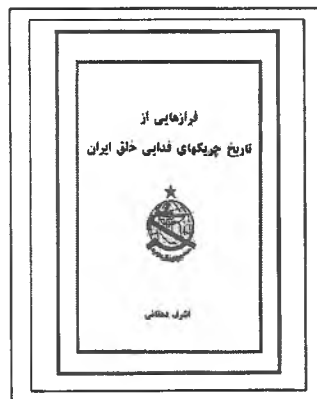 فرازهایی از
تاریخ چریکهای فدایی خلق ایران
اشرف دهقانی